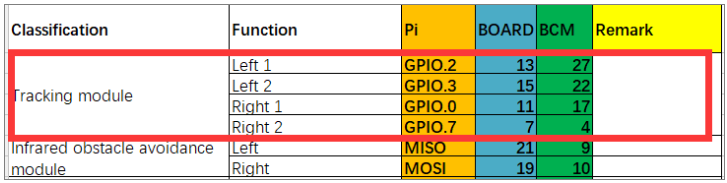 Classification Function Pi BOARD BCM Remark
Left 1 GPIO.2 13 27
Left 2 GPIO.3 15 22
Tracking module
Right 1 GPIO.0 11 17
Right 2 GPIO.7 7 4
Infrared obstacle avoidance Left MISO 21 9
module Right MOSI 19 10